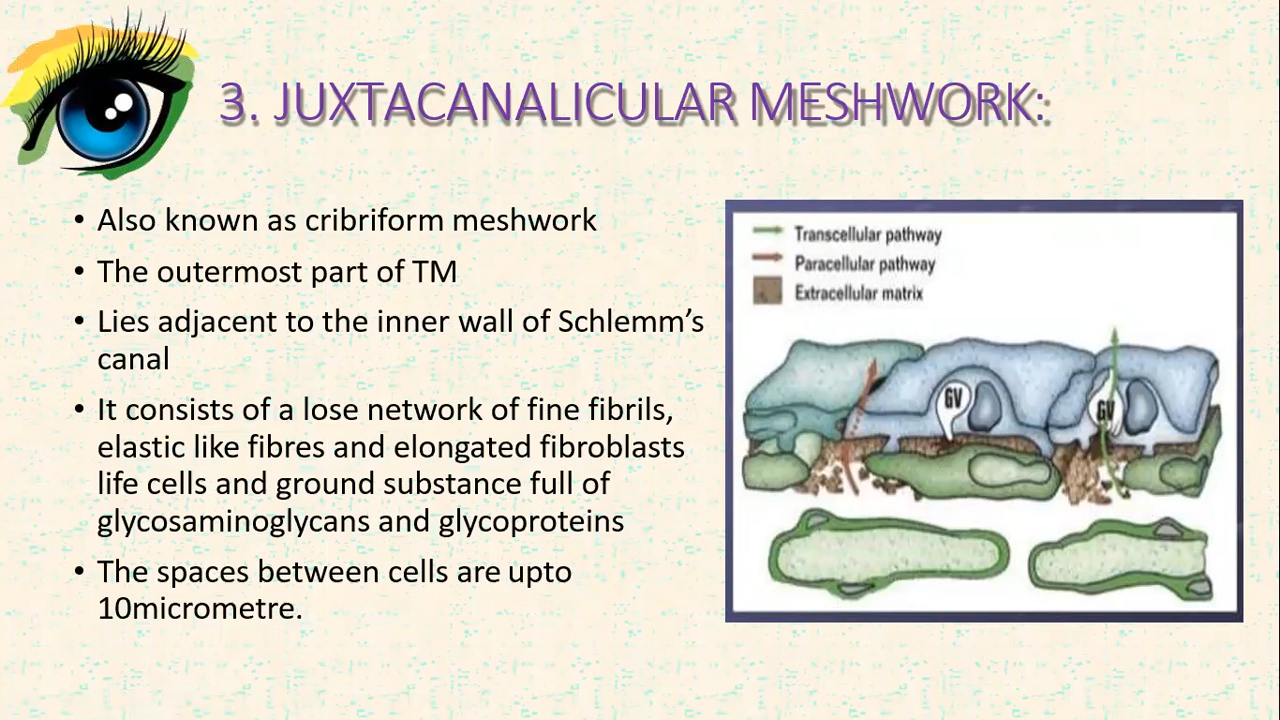 3. JUXTACANALICULAR MESHWORK:
• Also known as cribriform meshwork
• The outermost part of TM
• Lies adjacent to the inner wall of Schlemm’s
canal
• It consists of a lose network of fine fibrils,
elastic like fibres and elongated fibroblasts
life cells and ground substance full of
glycosaminoglycans and glycoproteins
• The spaces between cells are upto
10micrometre.
Transcellular pathway
Paracellular pathway
Extracellular matrix
GV
GV